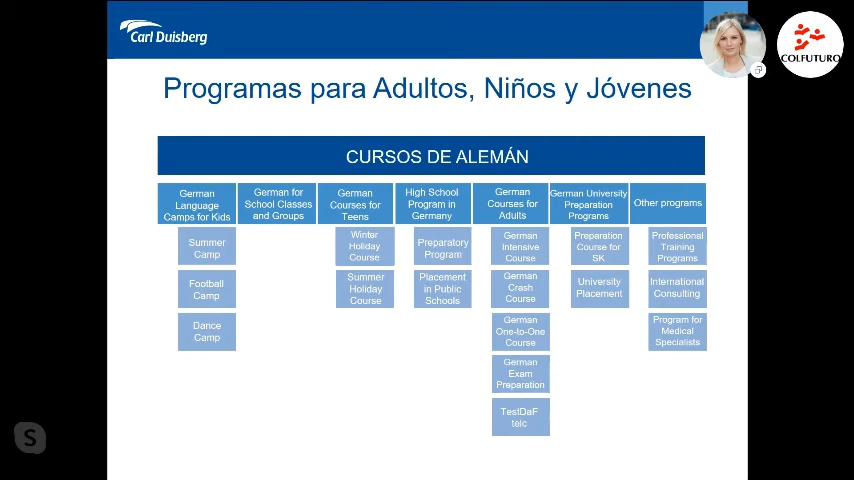 Carl Duisberg
COLFUTURO
Programas para Adultos, Niños y Jóvenes
CURSOS DE ALEMÁN
German
Language
Camps for Kids
German for
School Classes
and Groups
German
Courses for
Teens
High School
Program in
Germany
German
Courses for
Adults
German University
Preparation
Programs
Other programs
Summer
Camp
Football
Camp
Dance
Camp
Winter
Holiday
Course
Summer
Holiday
Course
Preparatory
Program
Placement
in Public
Schools
German
Intensive
Course
German
Crash
Course
German
One-to-One
Course
German
Exam
Preparation
TestDaF
telc
Preparation
Course for
SK
University
Placement
Professional
Training
Programs
International
Consulting
Program for
Medical
Specialists
S